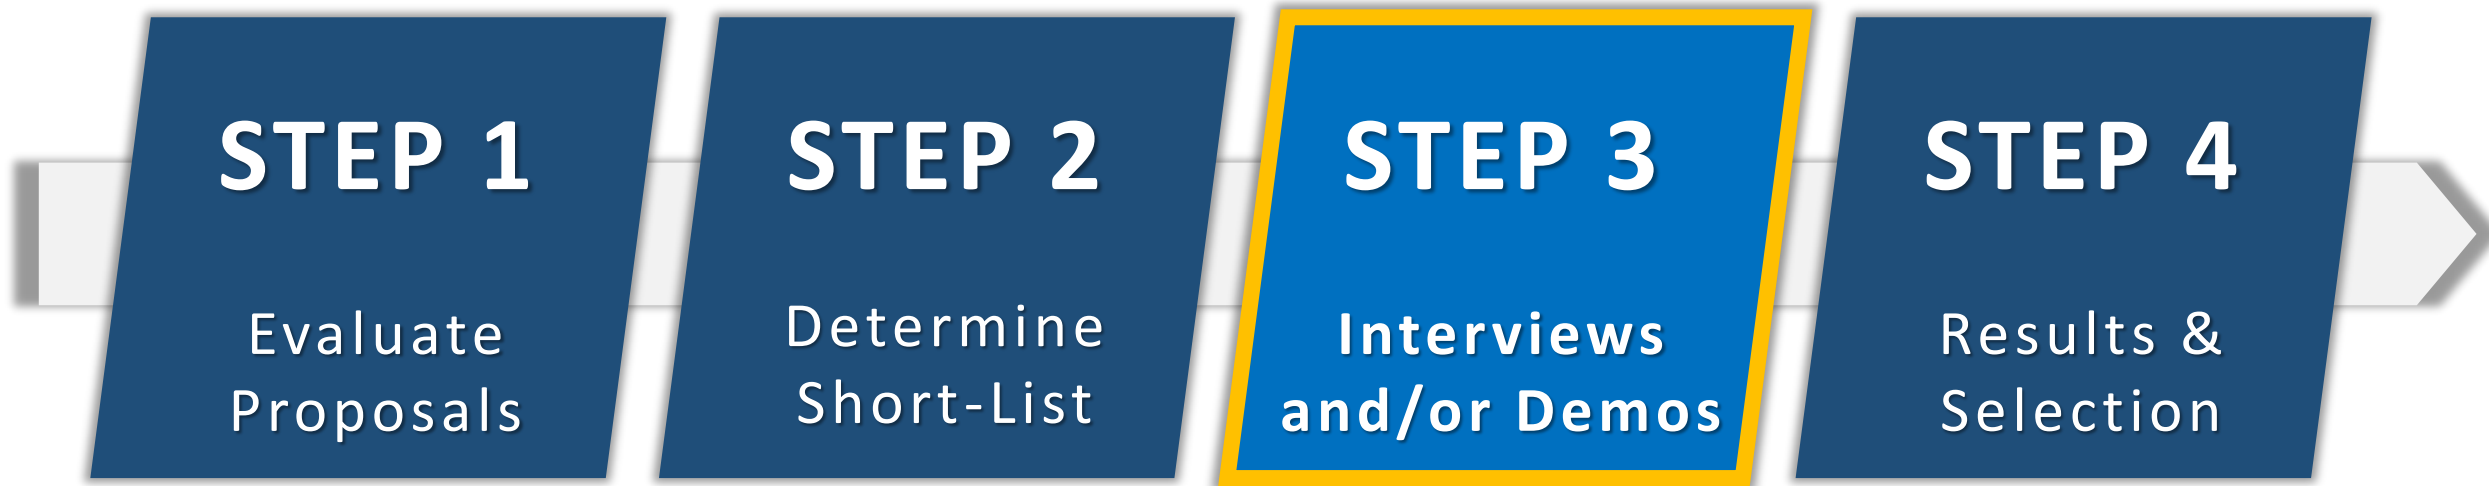 STEP 1
Evaluate
Proposals
STEP 2
Determine
Short-List
STEP 3
Interviews
and/or Demos
STEP 4
Results &
Selection